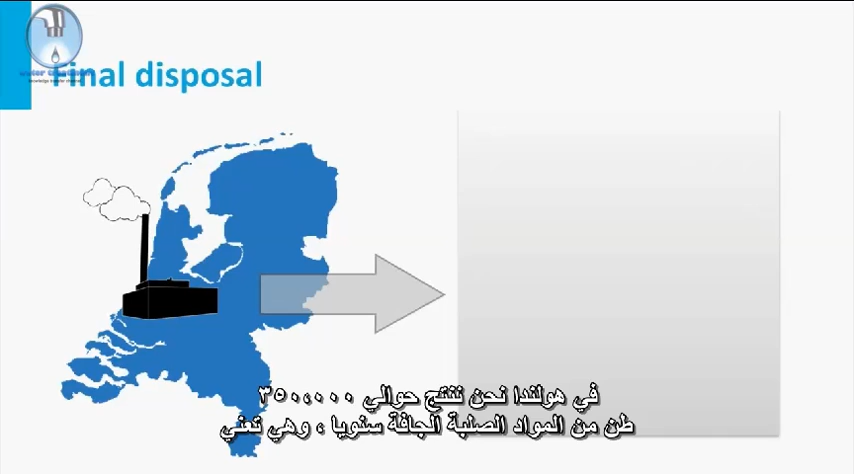 Final disposal
في هولندا نحن ننتج حوالي ٣٥٠,٠٠٠
طن من المواد الصلبة الجافة سنويا ، وهي تعني